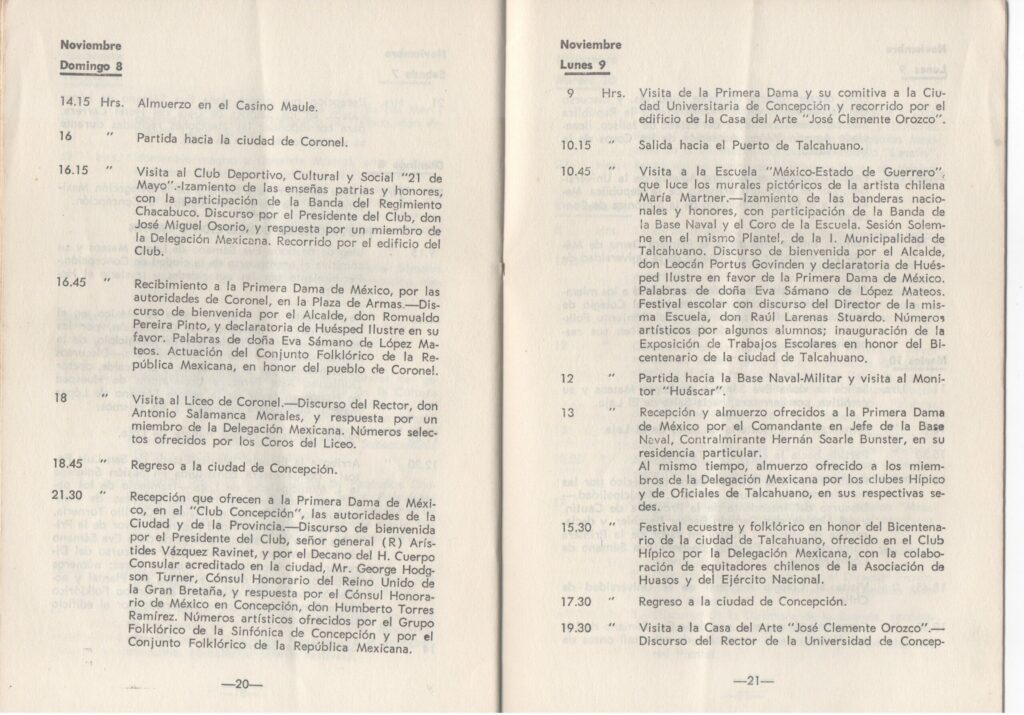 Noviembre
Domingo 8
14.15 Hrs. Almuerzo en el Casino Maule.
16 " Partida hacia la ciudad de Coronel.
16.15 " Visita al Club Deportivo, Cultural y Social "21 de
Mayo".-Izamiento de las enseñas patrias y honores,
con la participación de la Banda del Regimiento
Chacabuco. Discurso por el Presidente del Club, don
José Miguel Osorio, y respuesta por un miembro de
la Delegación Mexicana. Recorrido por el edificio del
Club.
16.45 " Recibimiento a la Primera Dama de México, por las
autoridades de Coronel, en la Plaza de Armas.—Dis-
curso de bienvenida por el Alcalde, don Romualdo
Pereira Pinto, y declaratoria de Huésped Ilustre en su
favor. Palabras de doña Eva Sámano de López Ma-
teos. Actuación del Conjunto Folklórico de la Re-
pública Mexicana, en honor del pueblo de Coronel.
18 " Visita al Liceo de Coronel.—Discurso del Rector, don
Antonio Salamanca Morales, y respuesta por un
miembro de la Delegación Mexicana. Números selec-
tos ofrecidos por los Coros del Liceo.
18.45 " Regreso a la ciudad de Concepción.
21.30 " Recepción que ofrecen a la Primera Dama de Méxi-
co, en el "Club Concepción", las autoridades de la
Ciudad y de la Provincia.—Discurso de bienvenida
por el Presidente del Club, señor general (R) Arís-
tides Vázquez Ravinet, y por el Decano del H. Cuerpo
Consular acreditado en la ciudad, Mr. George Hodg-
son Turner, Cónsul Honorario del Reino Unido de
la Gran Bretaña, y respuesta por el Cónsul Honora-
rio de México en Concepción, don Humberto Torres
Ramírez. Números artísticos ofrecidos por el Grupo
Folklórico de la Sinfónica de Concepción y por el
Conjunto Folklórico de la República Mexicana.
—20—
Noviembre
Lunes 9
9 Hrs. Visita de la Primera Dama y su comitiva a la Ciu-
dad Universitaria de Concepción y recorrido por el
edificio de la Casa del Arte "José Clemente Orozco".
10.15 " Salida hacia el Puerto de Talcahuano.
10.45 " Visita a la Escuela "México-Estado de Guerrero",
que luce los murales pictóricos de la artista chilena
María Martner.—Izamiento de las banderas nacio-
nales y honores, con participación de la Banda de
la Base Naval y el Coro de la Escuela. Sesión Solem-
ne en el mismo Plantel, de la I. Municipalidad de
Talcahuano. Discurso de bienvenida por el Alcalde,
don Leocán Portus Govinden y declaratoria de Hués-
ped Ilustre en favor de la Primera Dama de México.
Palabras de doña Eva Sámano de López Mateos.
Festival escolar con discurso del Director de la mis-
ma Escuela, don Raúl Larenas Stuardo. Números
artísticos por algunos alumnos; inauguración de la
Exposición de Trabajos Escolares en honor del Bi-
centenario de la ciudad de Talcahuano.
12 " Partida hacia la Base Naval-Militar y visita al Moni-
tor "Huáscar".
13 " Recepción y almuerzo ofrecidos a la Primera Dama
de México por el Comandante en Jefe de la Base
Naval, Contralmirante Hernán Searle Bunster, en su
residencia particular.
Al mismo tiempo, almuerzo ofrecido a los miem-
bros de la Delegación Mexicana por los clubes Hípico
y de Oficiales de Talcahuano, en sus respectivas se-
des.
15.30 " Festival ecuestre y folklórico en honor del Bicentena-
rio de la ciudad de Talcahuano, ofrecido en el Club
Hípico por la Delegación Mexicana, con la colabo-
ración de equitadores chilenos de la Asociación de
Huasos y del Ejército Nacional.
17.30 " Regreso a la ciudad de Concepción.
19.30 " Visita a la Casa del Arte "José Clemente Orozco".—
Discurso del Rector de la Universidad de Concep-
—21—